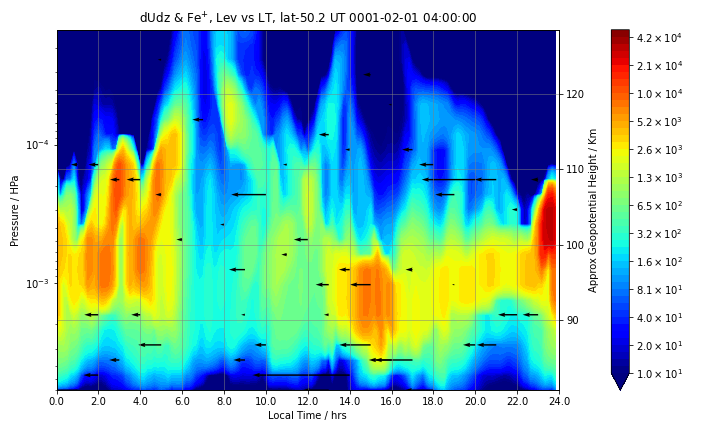 dUdz & Fe⁺, Lev vs LT, lat-50.2 UT 0001-02-01 04:00:00
Pressure / HPa
10⁻⁴
10⁻³
0.0 2.0 4.0 6.0 8.0 10.0 12.0 14.0 16.0 18.0 20.0 22.0 24.0
Local Time / hrs
120
110
100
90
Approx Geopotential Height / Km
4.2 × 10⁴
2.1 × 10⁴
1.0 × 10⁴
5.2 × 10³
2.6 × 10³
1.3 × 10³
6.5 × 10²
3.2 × 10²
1.6 × 10²
8.1 × 10¹
4.0 × 10¹
2.0 × 10¹
1.0 × 10¹